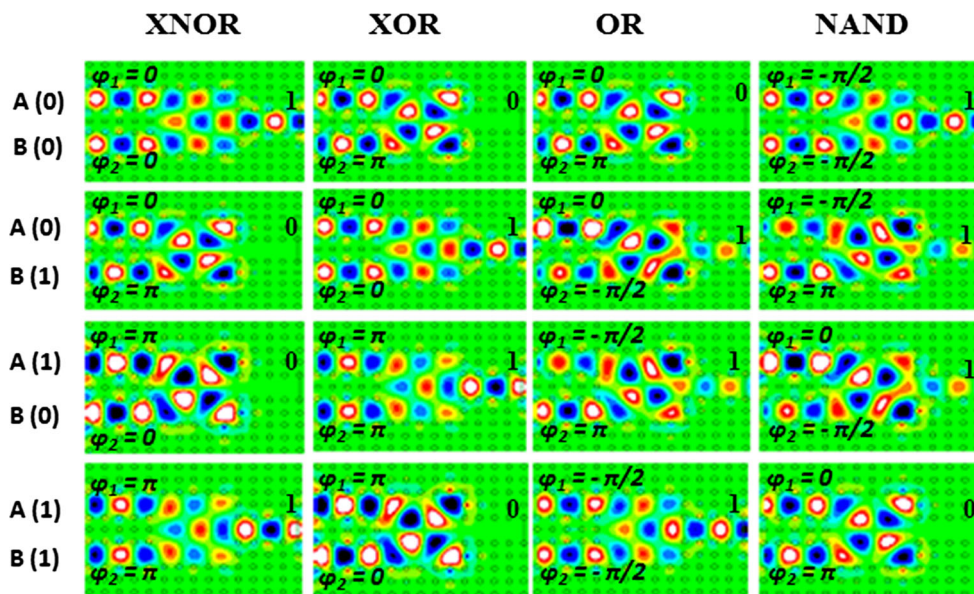 XNOR XOR OR NAND
φ₁ = 0 φ₁ = 0 φ₁ = 0 φ₁ = - π/2
A (0) 1 0 0 1
B (0)
φ₂ = 0 φ₂ = π φ₂ = π φ₂ = - π/2
φ₁ = 0 φ₁ = 0 φ₁ = 0 φ₁ = - π/2
A (0) 0 1 1 1
B (1)
φ₂ = π φ₂ = 0 φ₂ = - π/2 φ₂ = π
φ₁ = π φ₁ = π φ₁ = - π/2 φ₁ = 0
A (1) 0 1 1 1
B (0)
φ₂ = 0 φ₂ = π φ₂ = π φ₂ = - π/2
φ₁ = π φ₁ = π φ₁ = - π/2 φ₁ = 0
A (1) 1 0 1 0
B (1)
φ₂ = π φ₂ = 0 φ₂ = - π/2 φ₂ = π